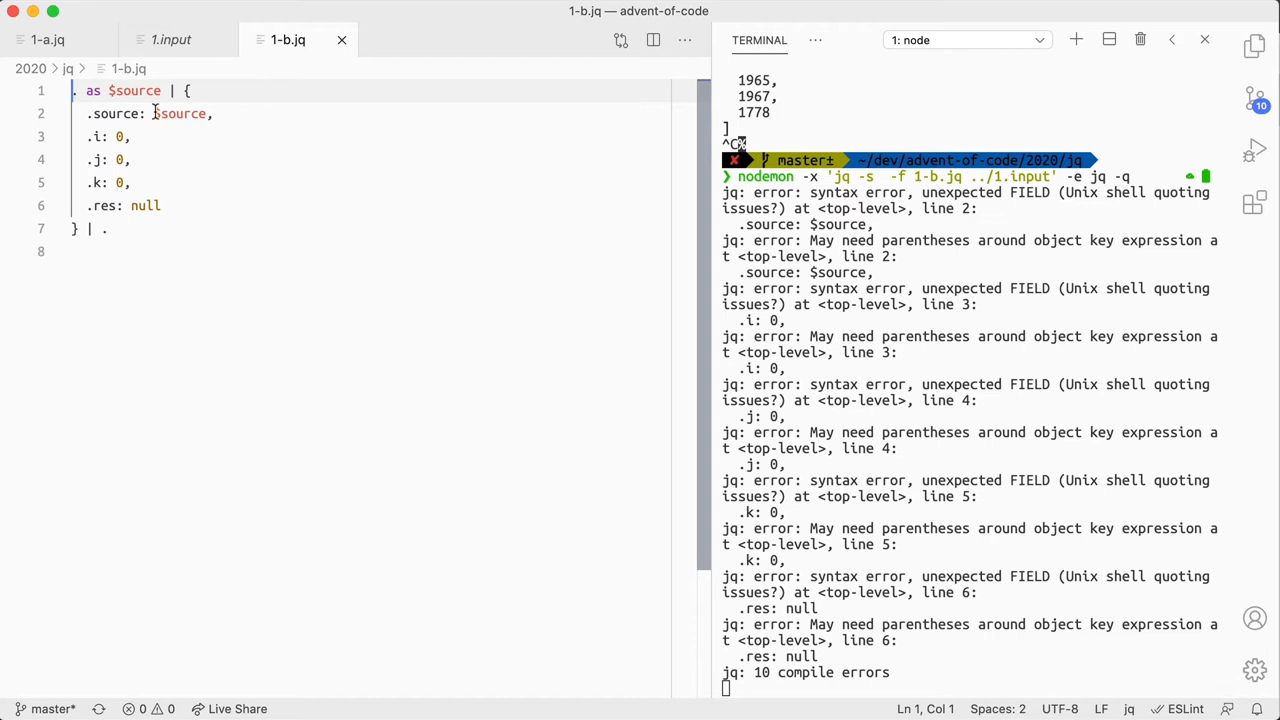 1-b.jq — advent-of-code
1-a.jq
1.input
1-b.jq
2020 jq 1-b.jq
1 . as $source | {
2 .source: $source,
3 .i: 0,
4 .j: 0,
5 .k: 0,
6 .res: null
7 } | .
8
TERMINAL
1: node
1965,
1967,
1778
]
^C%
✘ master± ~/dev/advent-of-code/2020/jq
❯ nodemon -x 'jq -s  -f 1-b.jq ../1.input' -e jq -q
jq: error: syntax error, unexpected FIELD (Unix shell quoting
issues?) at <top-level>, line 2:
.source: $source,
jq: error: May need parentheses around object key expression a
t <top-level>, line 2:
.source: $source,
jq: error: syntax error, unexpected FIELD (Unix shell quoting
issues?) at <top-level>, line 3:
.i: 0,
jq: error: May need parentheses around object key expression a
t <top-level>, line 3:
.i: 0,
jq: error: syntax error, unexpected FIELD (Unix shell quoting
issues?) at <top-level>, line 4:
.j: 0,
jq: error: May need parentheses around object key expression a
t <top-level>, line 4:
.j: 0,
jq: error: syntax error, unexpected FIELD (Unix shell quoting
issues?) at <top-level>, line 5:
.k: 0,
jq: error: May need parentheses around object key expression a
t <top-level>, line 5:
.k: 0,
jq: error: syntax error, unexpected FIELD (Unix shell quoting
issues?) at <top-level>, line 6:
.res: null
jq: error: May need parentheses around object key expression a
t <top-level>, line 6:
.res: null
jq: 10 compile errors
10
master* 0 0 Live Share Ln 1, Col 1 Spaces: 2 UTF-8 LF jq ESLint